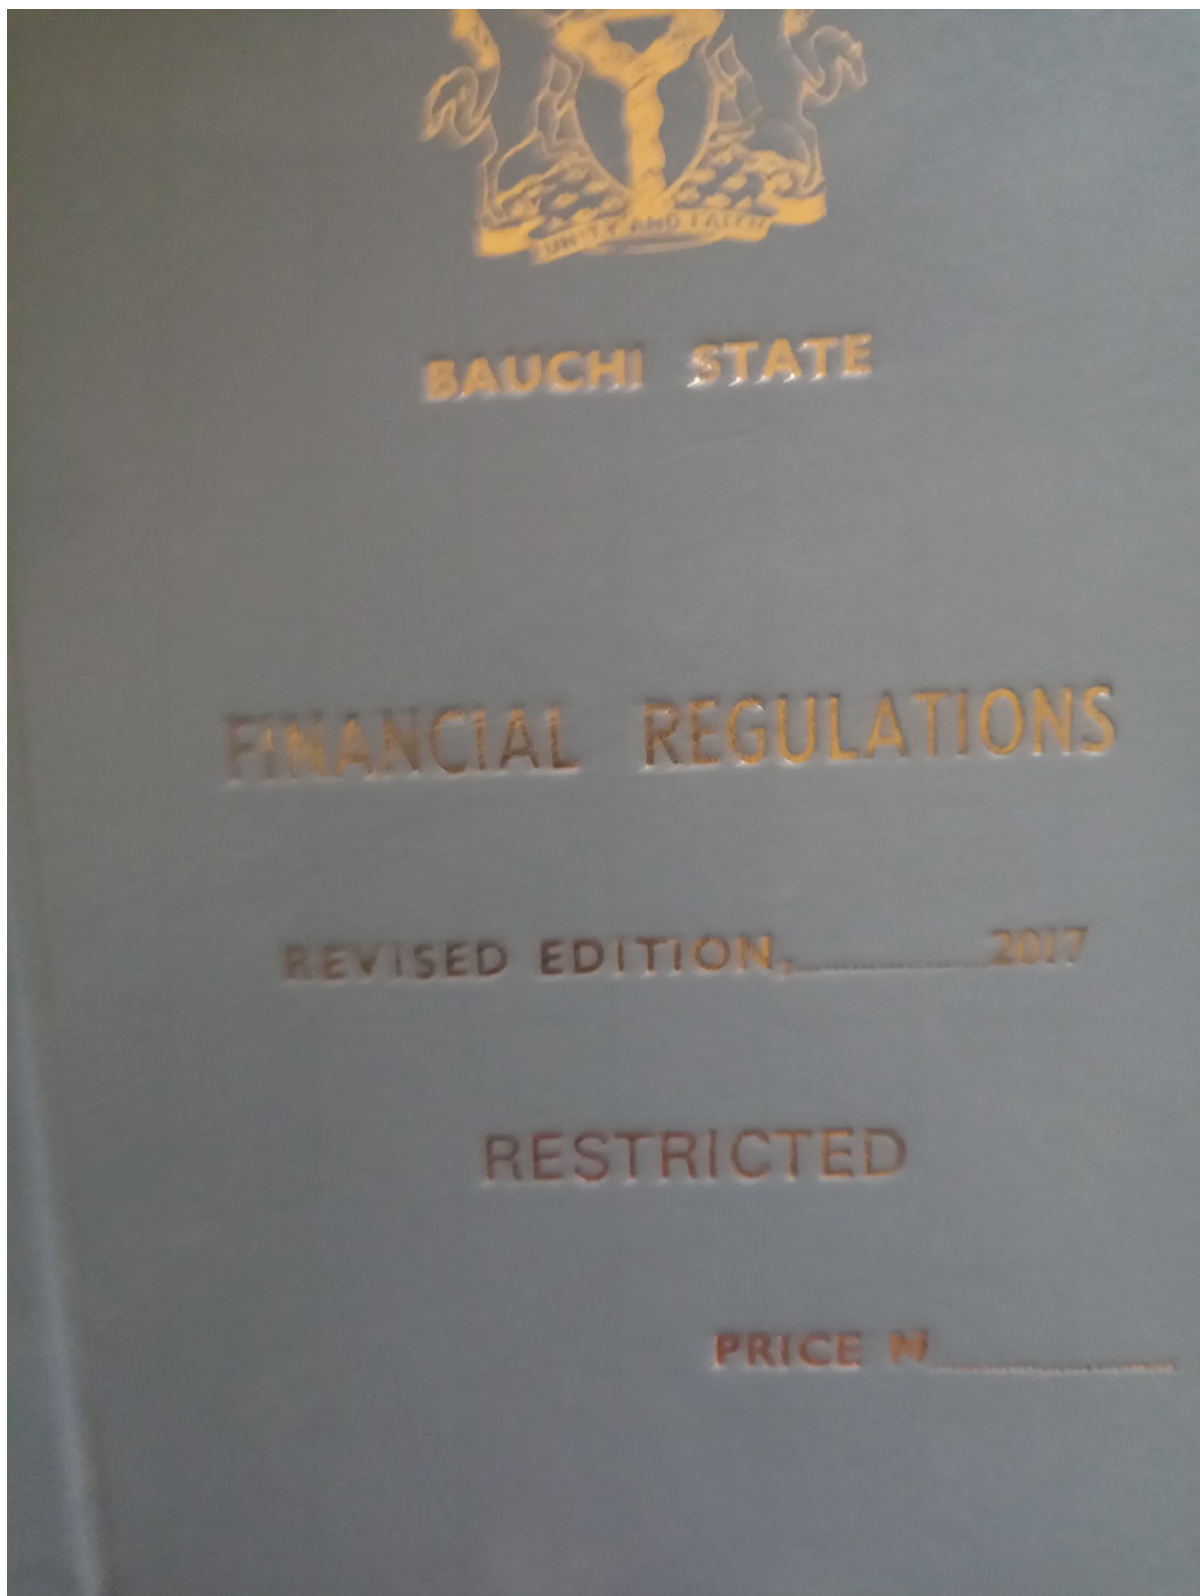 UNITY AND FAITH
BAUCHI STATE
FINANCIAL REGULATIONS
REVISED EDITION,....................2017
RESTRICTED
PRICE ₦....................